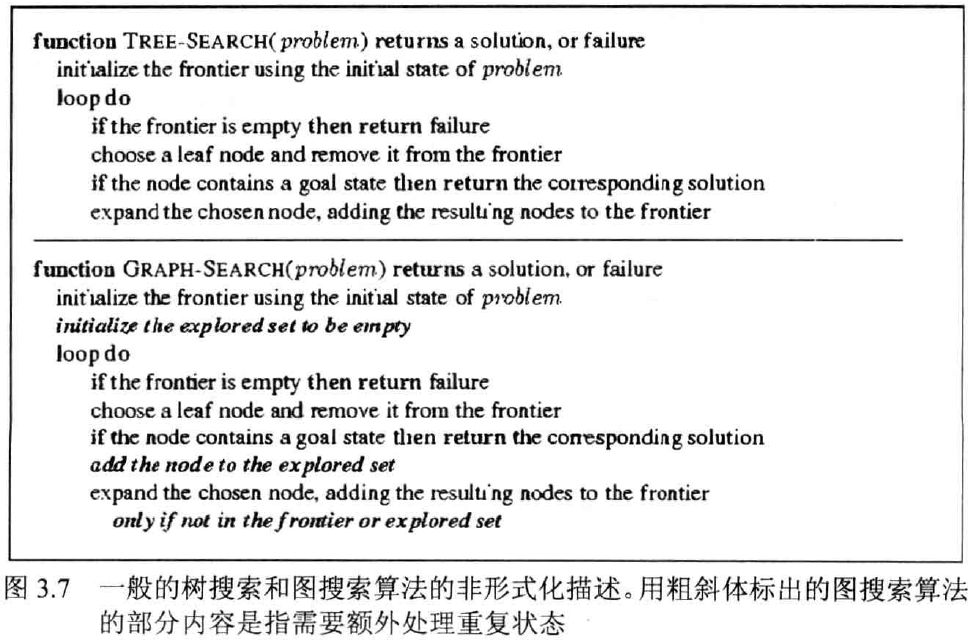 function TREE-SEARCH(problem) returns a solution, or failure
initialize the frontier using the initial state of problem
loop do
if the frontier is empty then return failure
choose a leaf node and remove it from the frontier
if the node contains a goal state then return the corresponding solution
expand the chosen node, adding the resulting nodes to the frontier
function GRAPH-SEARCH(problem) returns a solution, or failure
initialize the frontier using the initial state of problem
initialize the explored set to be empty
loop do
if the frontier is empty then return failure
choose a leaf node and remove it from the frontier
if the node contains a goal state then return the corresponding solution
add the node to the explored set
expand the chosen node, adding the resulting nodes to the frontier
only if not in the frontier or explored set
图 3.7 一般的树搜索和图搜索算法的非形式化描述。用粗斜体标出的图搜索算法
的部分内容是指需要额外处理重复状态